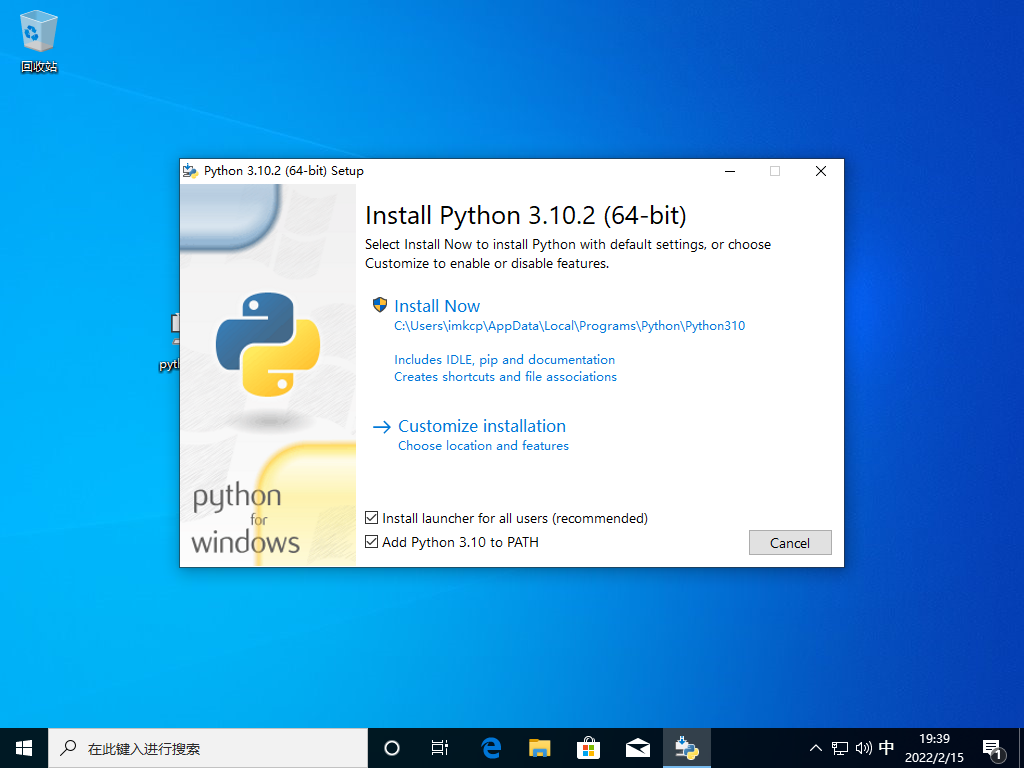 回收站
Python 3.10.2 (64-bit) Setup
Install Python 3.10.2 (64-bit)
Select Install Now to install Python with default settings, or choose
Customize to enable or disable features.
Install Now
C:\Users\imkcp\AppData\Local\Programs\Python\Python310
Includes IDLE, pip and documentation
Creates shortcuts and file associations
Customize installation
Choose location and features
pyth
python
for
windows
Install launcher for all users (recommended)
Add Python 3.10 to PATH
Cancel
在此键入进行搜索
中
19:39
2022/2/15
1